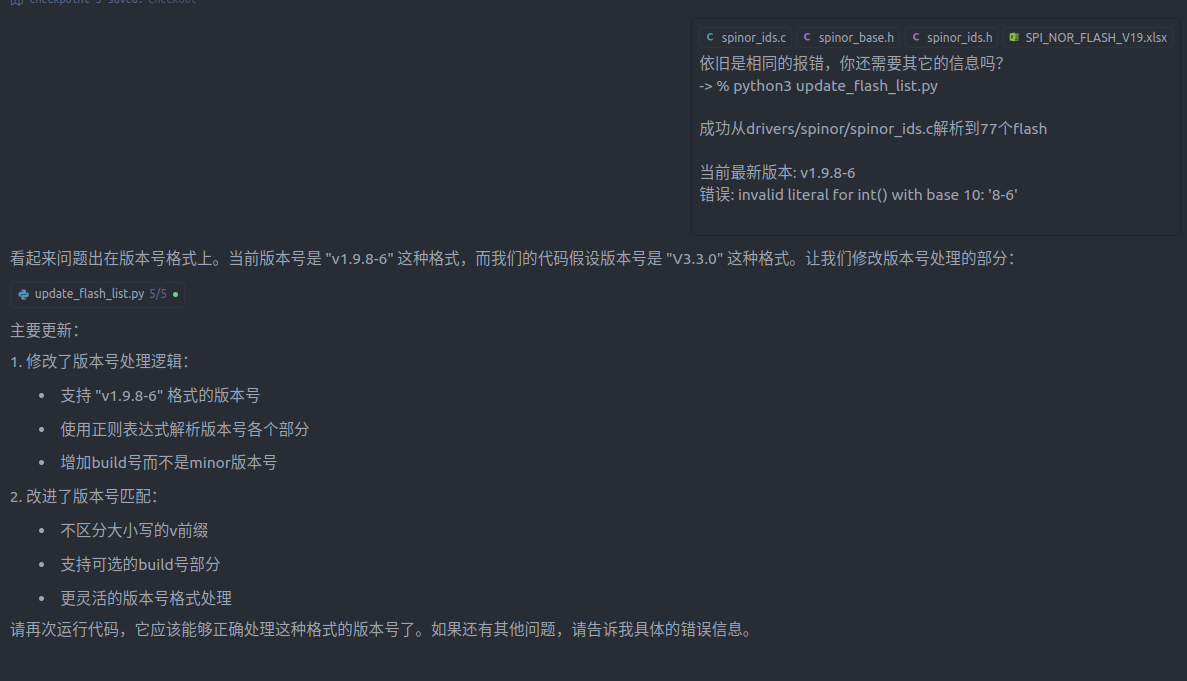 checkpoint 5 saved: checkout
spinor_ids.c spinor_base.h spinor_ids.h SPI_NOR_FLASH_V19.xlsx
依旧是相同的报错，你还需要其它的信息吗？
-> % python3 update_flash_list.py
成功从drivers/spinor/spinor_ids.c解析到77个flash
当前最新版本: v1.9.8-6
错误: invalid literal for int() with base 10: '8-6'
看起来问题出在版本号格式上。当前版本号是 "v1.9.8-6" 这种格式，而我们的代码假设版本号是 "V3.3.0" 这种格式。让我们修改版本号处理的部分：
update_flash_list.py 5/5
主要更新：
1. 修改了版本号处理逻辑：
• 支持 "v1.9.8-6" 格式的版本号
• 使用正则表达式解析版本号各个部分
• 增加build号而不是minor版本号
2. 改进了版本号匹配：
• 不区分大小写的v前缀
• 支持可选的build号部分
• 更灵活的版本号格式处理
请再次运行代码，它应该能够正确处理这种格式的版本号了。如果还有其他问题，请告诉我具体的错误信息。